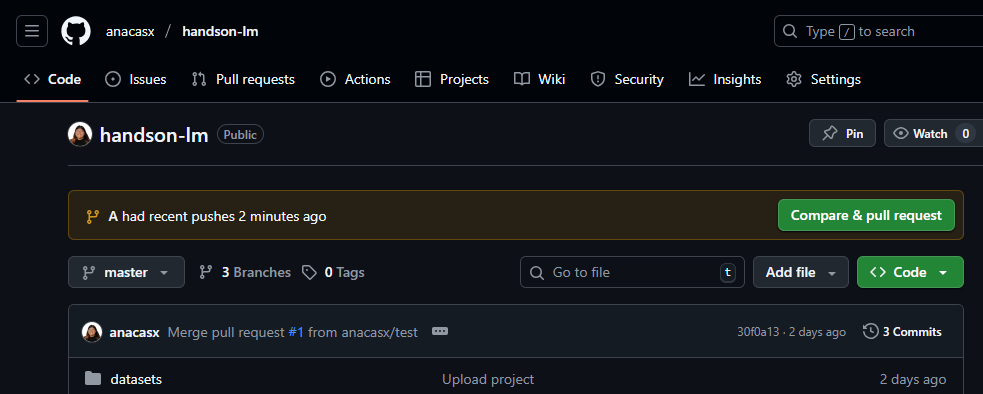 anacasx / handson-lm Type / to search
Code Issues Pull requests Actions Projects Wiki Security Insights Settings
handson-lm Public Pin Watch 0
A had recent pushes 2 minutes ago Compare & pull request
master 3 Branches 0 Tags Go to file t Add file Code
anacasx Merge pull request #1 from anacasx/test 30f0a13 · 2 days ago 3 Commits
datasets Upload project 2 days ago